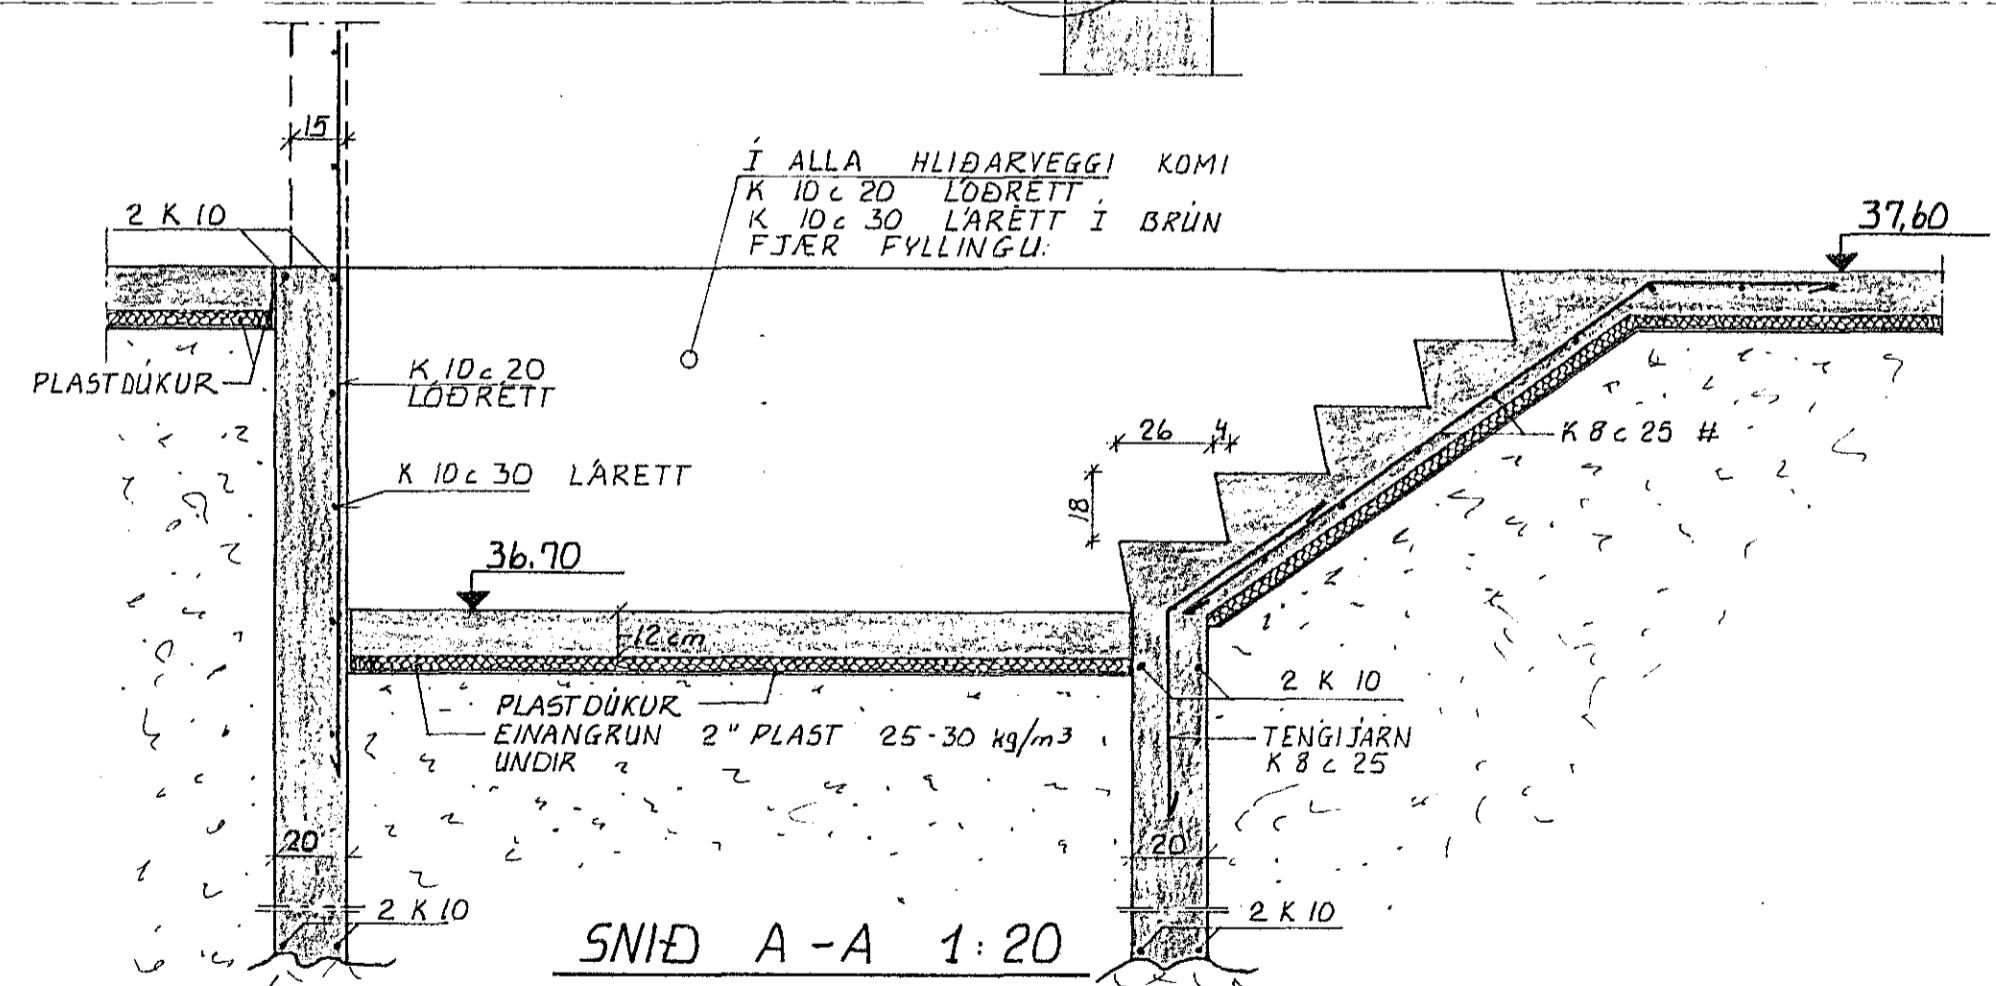 15
Í ALLA HLIÐARVEGGI KOMI
K 10 c 20 LÓÐRÉTT
K 10 c 30 LÁRÉTT Í BRÚN
FJÆR FYLLINGU.
2 K 10
37,60
PLASTDÚKUR
K 10 c 20
LÓÐRÉTT
26 4
K 8 c 25 #
K 10 c 30 LÁRÉTT
18
36.70
12 cm
PLASTDÚKUR
EINANGRUN 2" PLAST 25-30 kg/m3
UNDIR
2 K 10
TENGIJÁRN
K 8 c 25
20
20
2 K 10
2 K 10
SNIÐ A-A 1:20